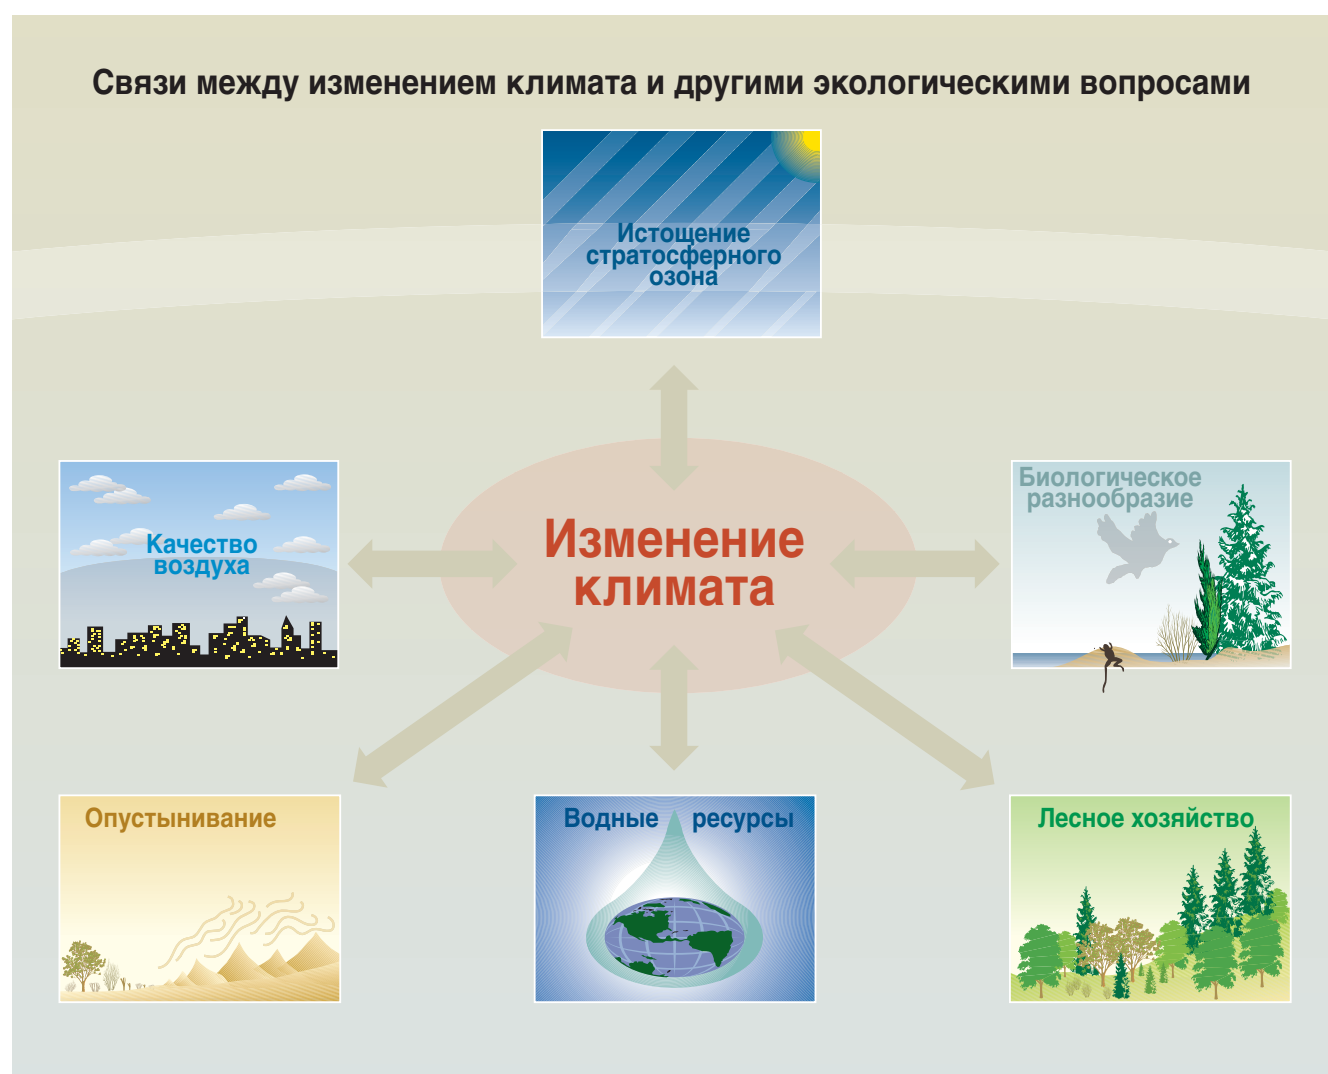 Связи между изменением климата и другими экологическими вопросами
Истощение
стратосферного
озона
Качество
воздуха
Изменение
климата
Биологическое
разнообразие
Опустынивание
Водные ресурсы
Лесное хозяйство